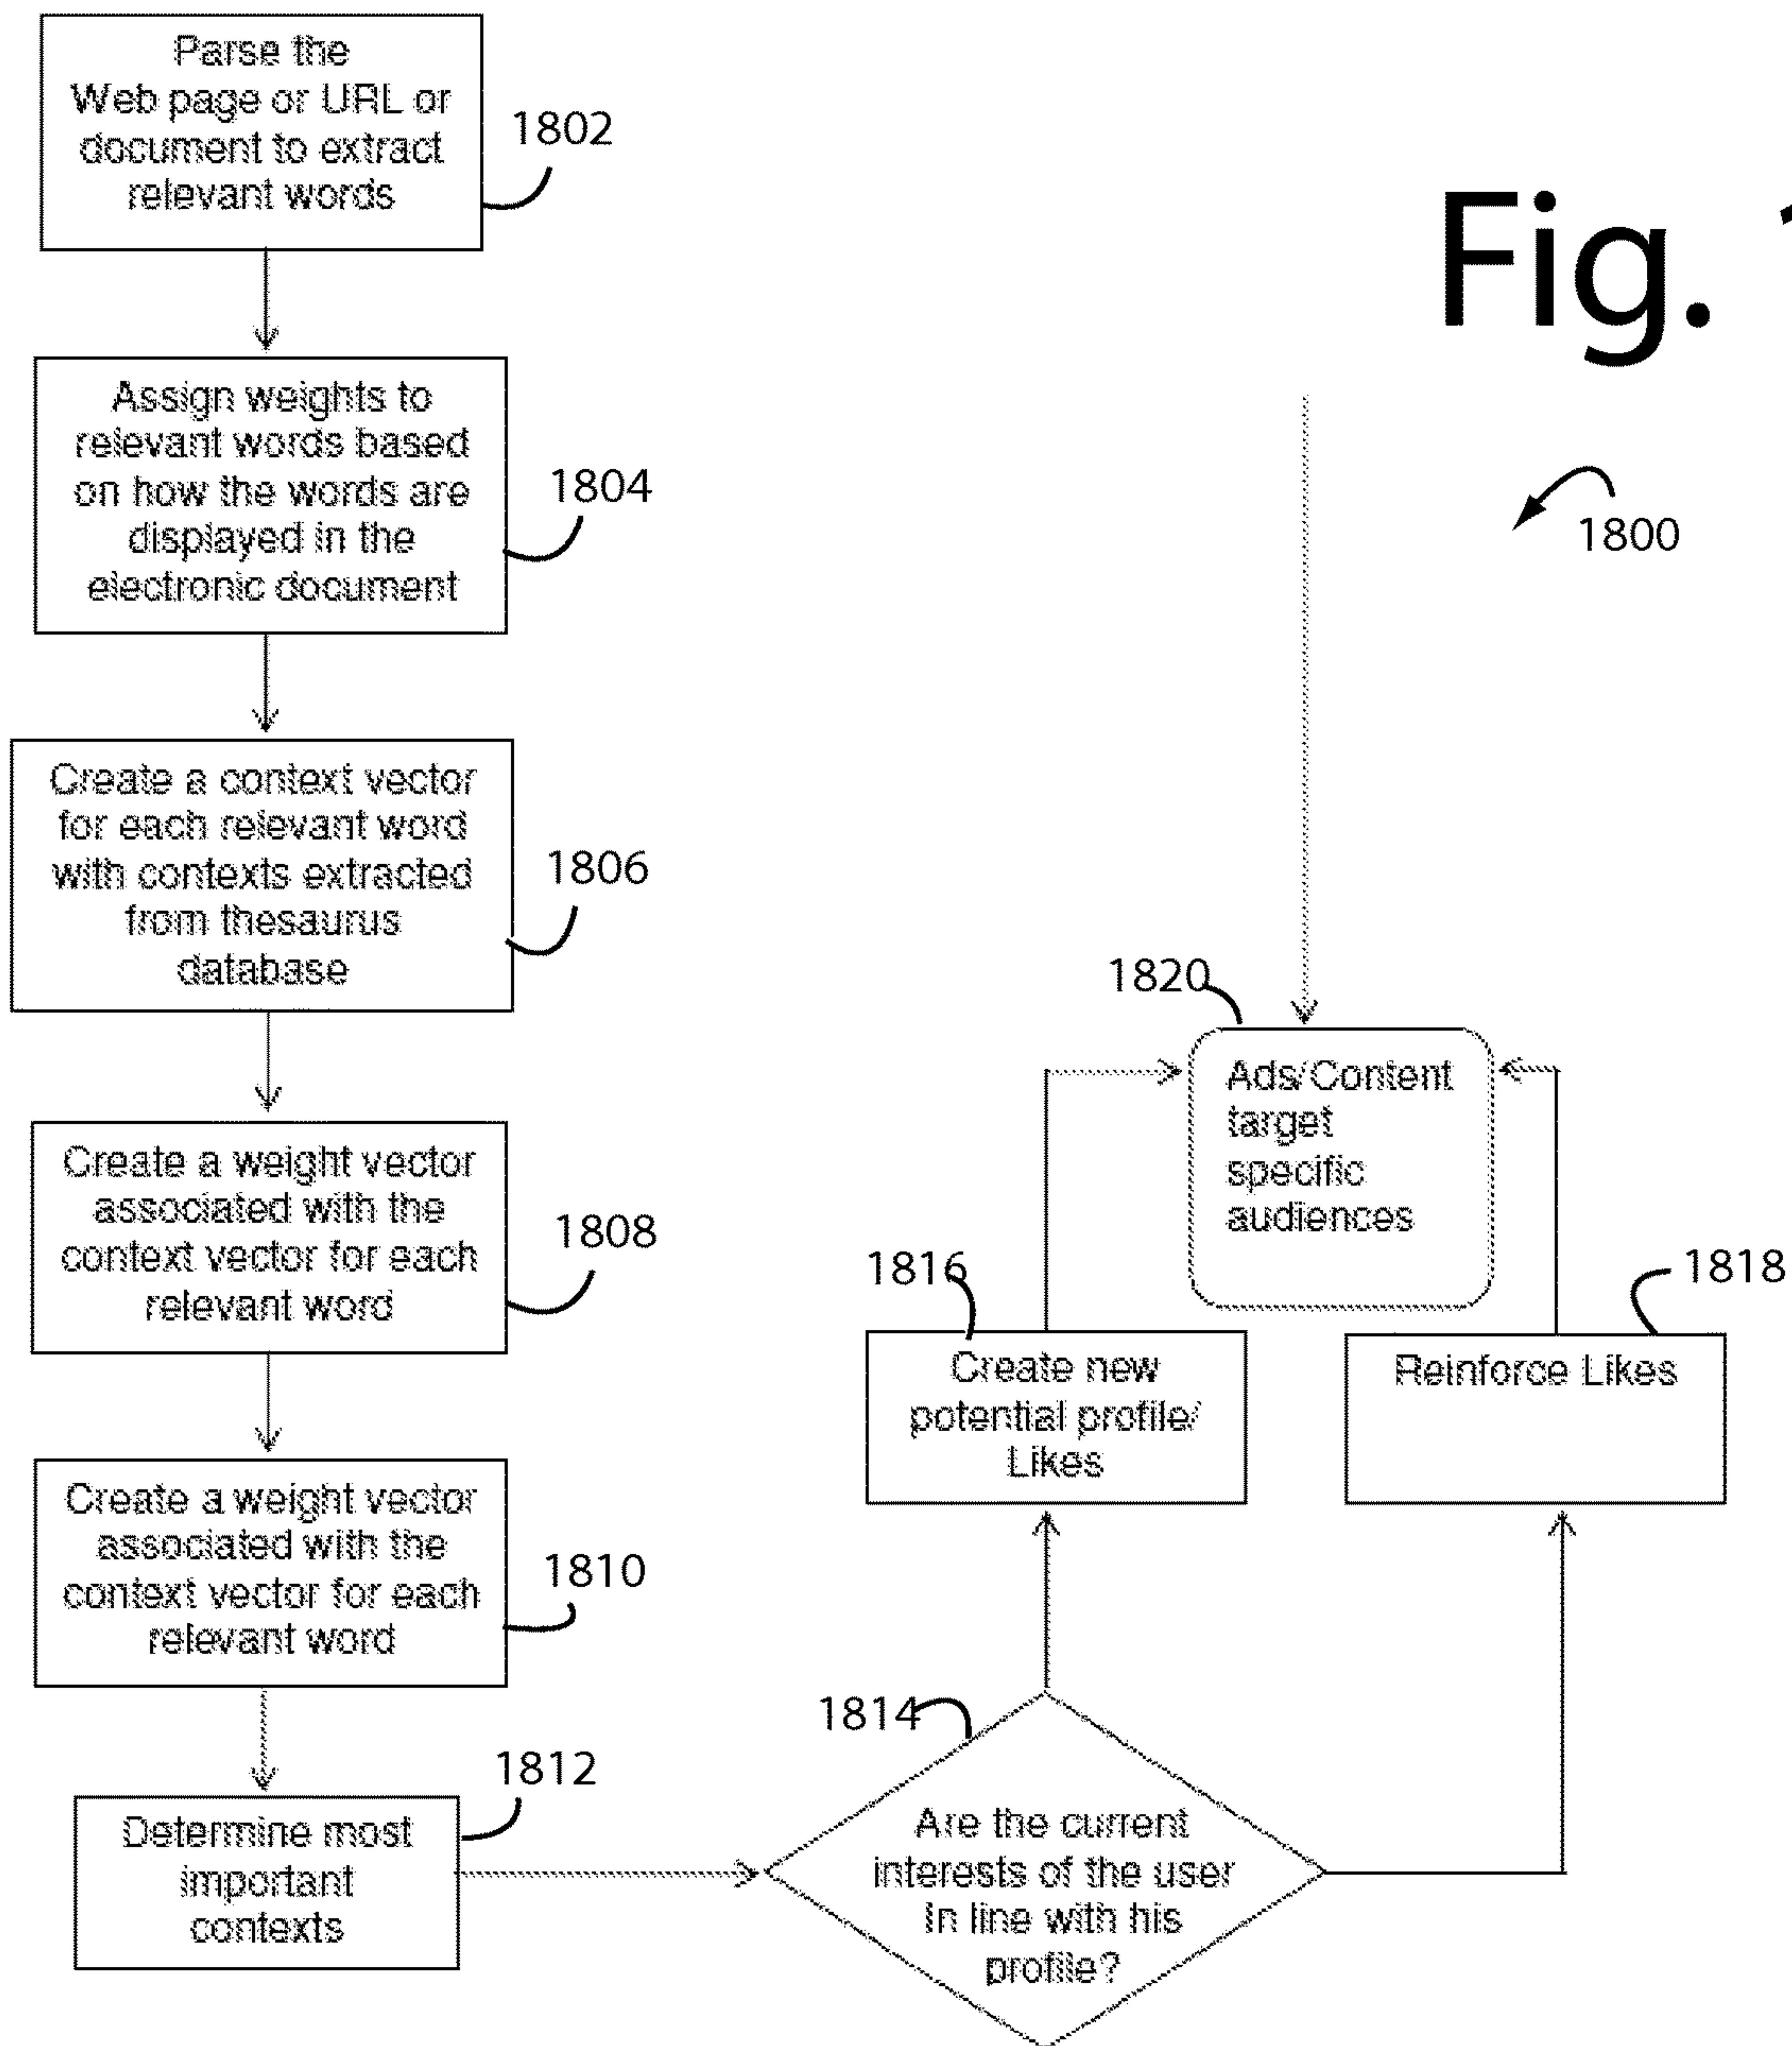 Parse the
Web page or URL or
document to extract
relevant words
1802
Fig. 1
Assign weights to
relevant words based
on how the words are
displayed in the
electronic document
1804
1800
Create a context vector
for each relevant word
with contexts extracted
from thesaurus
database
1806
1820
Ads/Content
target
specific
audiences
Create a weight vector
associated with the
context vector for each
relevant word
1808
1816
1818
Create new
potential profile/
Likes
Reinforce Likes
Create a weight vector
associated with the
context vector for each
relevant word
1810
1814
1812
Determine most
important
contexts
Are the current
interests of the user
In line with his
profile?